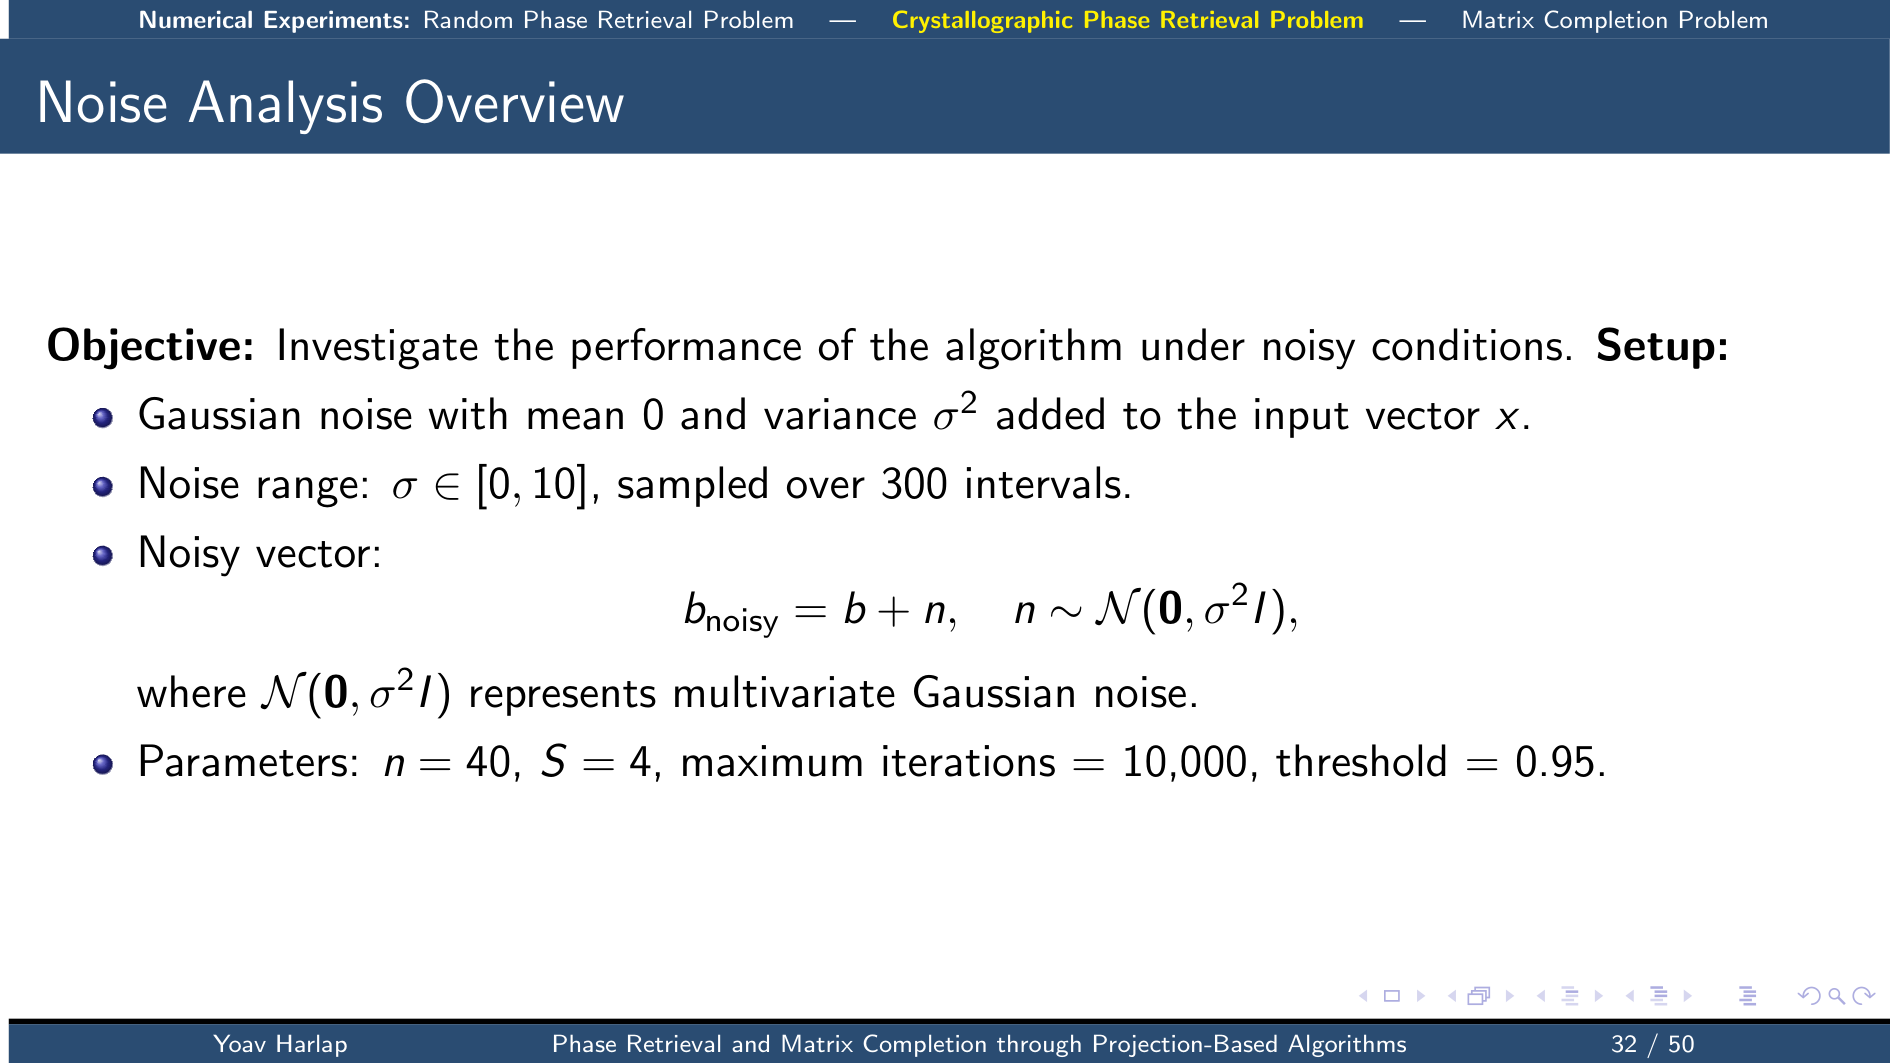 Numerical Experiments: Random Phase Retrieval Problem — Crystallographic Phase Retrieval Problem — Matrix Completion Problem
Noise Analysis Overview
Objective: Investigate the performance of the algorithm under noisy conditions. Setup:
Gaussian noise with mean 0 and variance σ² added to the input vector x.
Noise range: σ ∈ [0, 10], sampled over 300 intervals.
Noisy vector:
b_noisy = b + n, n ∼ 𝒩(𝟎, σ²I),
where 𝒩(𝟎, σ²I) represents multivariate Gaussian noise.
Parameters: n = 40, S = 4, maximum iterations = 10,000, threshold = 0.95.
Yoav Harlap Phase Retrieval and Matrix Completion through Projection-Based Algorithms 32 / 50